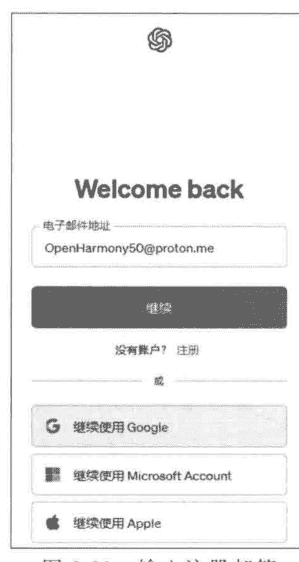 Welcome back
电子邮件地址
OpenHarmony50@proton.me
继续
没有账户? 注册
或
继续使用 Google
继续使用 Microsoft Account
继续使用 Apple